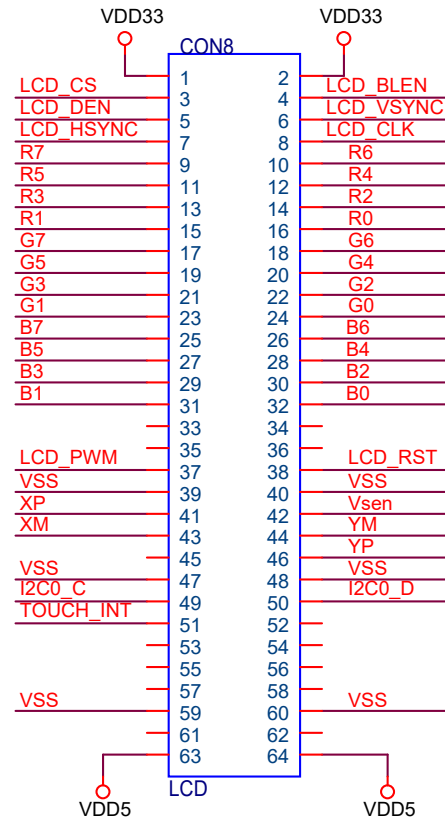 VDD33 VDD33
CON8
1 2
LCD_CS 3 4 LCD_BLEN
LCD_DEN 5 6 LCD_VSYNC
LCD_HSYNC 7 8 LCD_CLK
R7 9 10 R6
R5 11 12 R4
R3 13 14 R2
R1 15 16 R0
G7 17 18 G6
G5 19 20 G4
G3 21 22 G2
G1 23 24 G0
B7 25 26 B6
B5 27 28 B4
B3 29 30 B2
B1 31 32 B0
33 34
35 36
LCD_PWM 37 38 LCD_RST
VSS 39 40 VSS
XP 41 42 Vsen
XM 43 44 YM
45 46 YP
VSS 47 48 VSS
I2C0_C 49 50 I2C0_D
TOUCH_INT 51 52
53 54
55 56
57 58
VSS 59 60 VSS
61 62
63 64
LCD
VDD5 VDD5